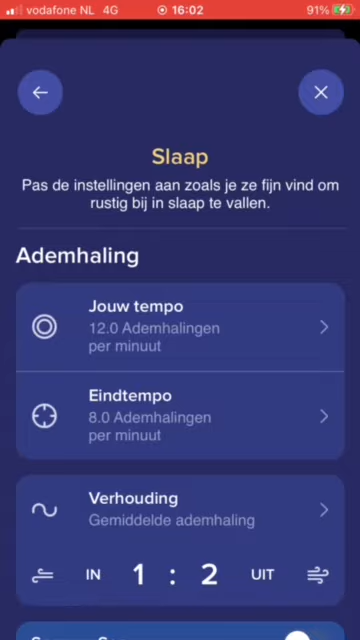 vodafone NL 4G 16:02 91%
Slaap
Pas de instellingen aan zoals je ze fijn vind om
rustig bij in slaap te vallen.
Ademhaling
Jouw tempo
12.0 Ademhalingen
per minuut
Eindtempo
8.0 Ademhalingen
per minuut
Verhouding
Gemiddelde ademhaling
IN 1 : 2 UIT